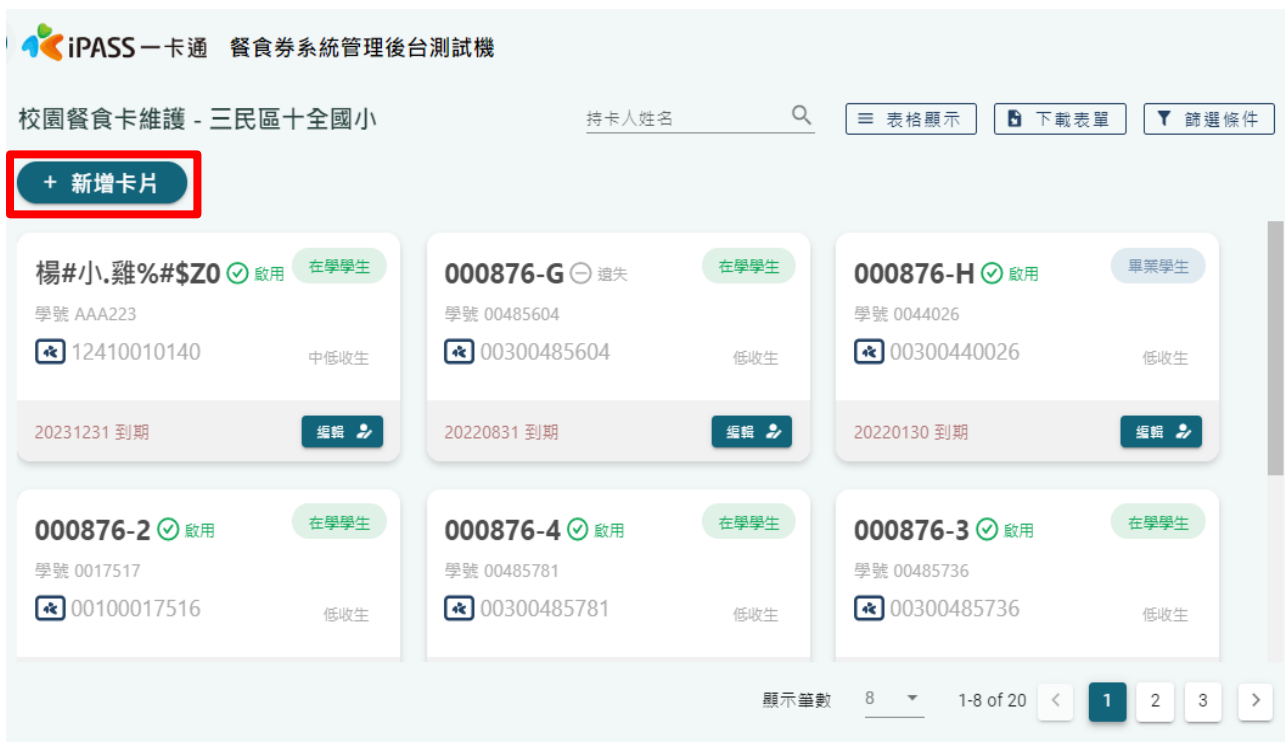 iPASS一卡通 餐食券系統管理後台測試機
校園餐食卡維護 - 三民區十全國小
持卡人姓名
表格顯示
下載表單
篩選條件
+ 新增卡片
楊#小.雞%#$Z0 啟用 在學學生
學號 AAA223
12410010140 中低收生
20231231 到期 編輯
000876-G 遺失 在學學生
學號 00485604
00300485604 低收生
20220831 到期 編輯
000876-H 啟用 畢業學生
學號 0044026
00300440026 低收生
20220130 到期 編輯
000876-2 啟用 在學學生
學號 0017517
00100017516 低收生
000876-4 啟用 在學學生
學號 00485781
00300485781 低收生
000876-3 啟用 在學學生
學號 00485736
00300485736 低收生
顯示筆數 8 1-8 of 20 < 1 2 3 >